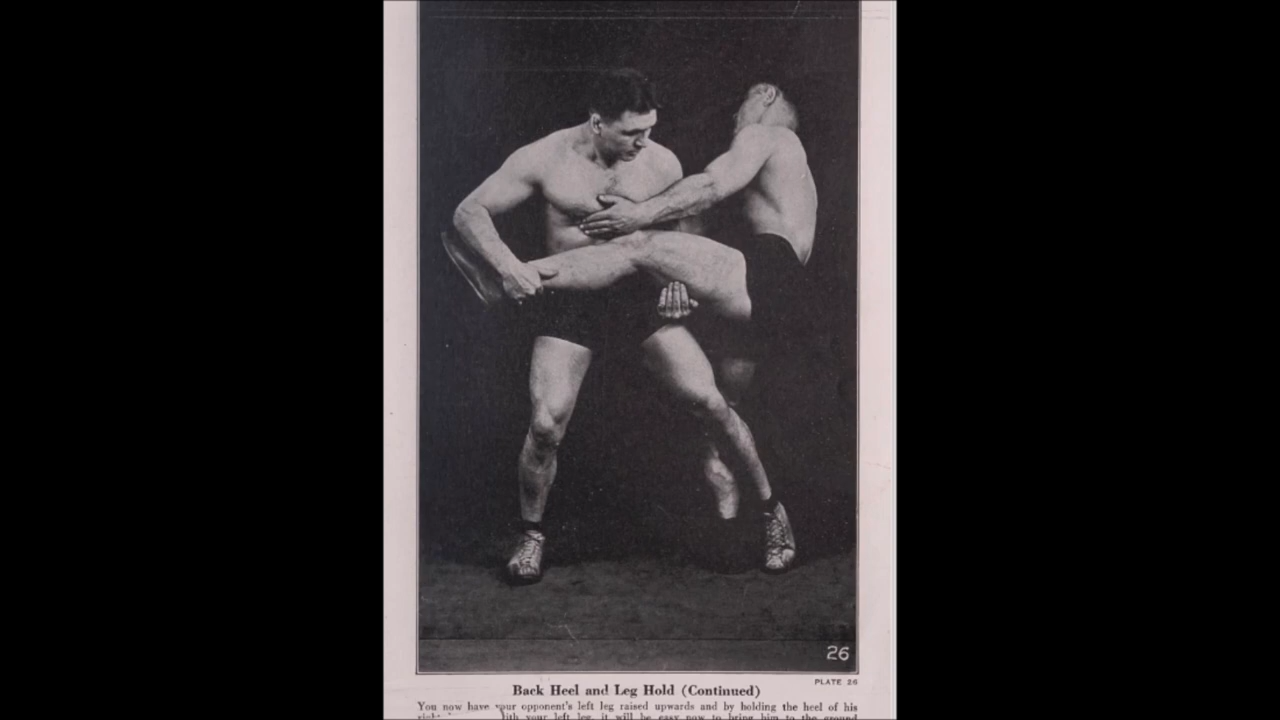 26
PLATE 26
Back Heel and Leg Hold (Continued)
You now have your opponent's left leg raised upwards and by holding the heel of his
right with your left leg, it will be easy now to bring him to the ground